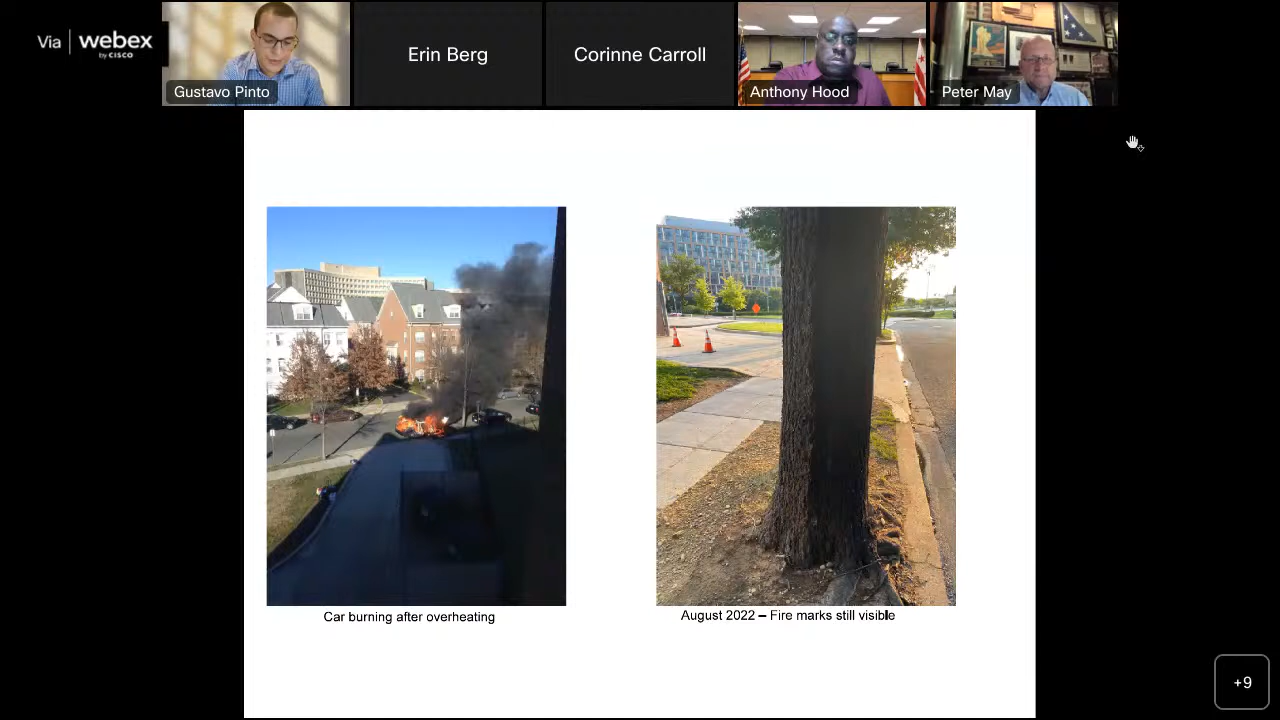 Via | webex
by CISCO
Gustavo Pinto
Erin Berg
Corinne Carroll
Anthony Hood
Peter May
Car burning after overheating
August 2022 – Fire marks still visible
+9